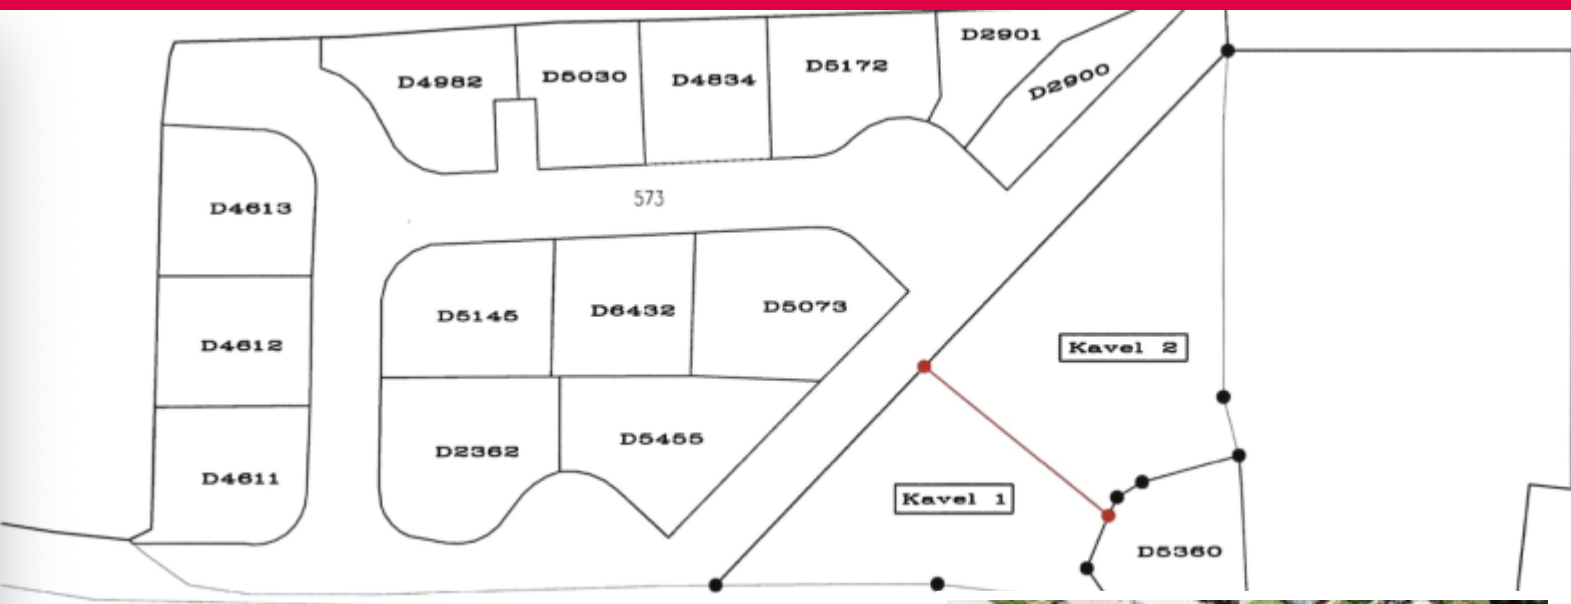 D2901
D5172
D5030
D4834
D4982
D2900
573
D4613
D5073
D6432
D5145
D4612
Kavel 2
D5455
D2362
D4611
Kavel 1
D5360